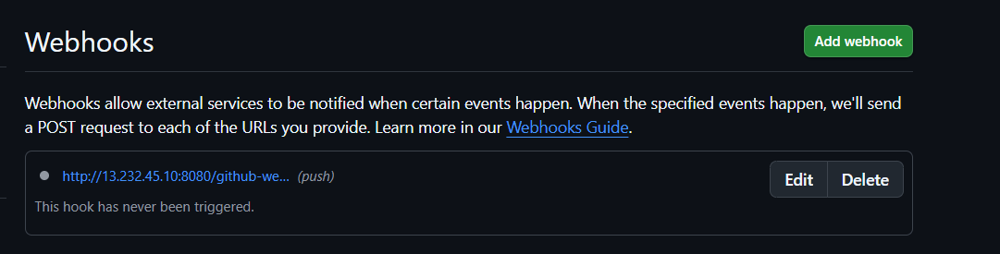 Webhooks
Add webhook
Webhooks allow external services to be notified when certain events happen. When the specified events happen, we'll send
a POST request to each of the URLs you provide. Learn more in our Webhooks Guide.
http://13.232.45.10:8080/github-we... (push)
Edit
Delete
This hook has never been triggered.